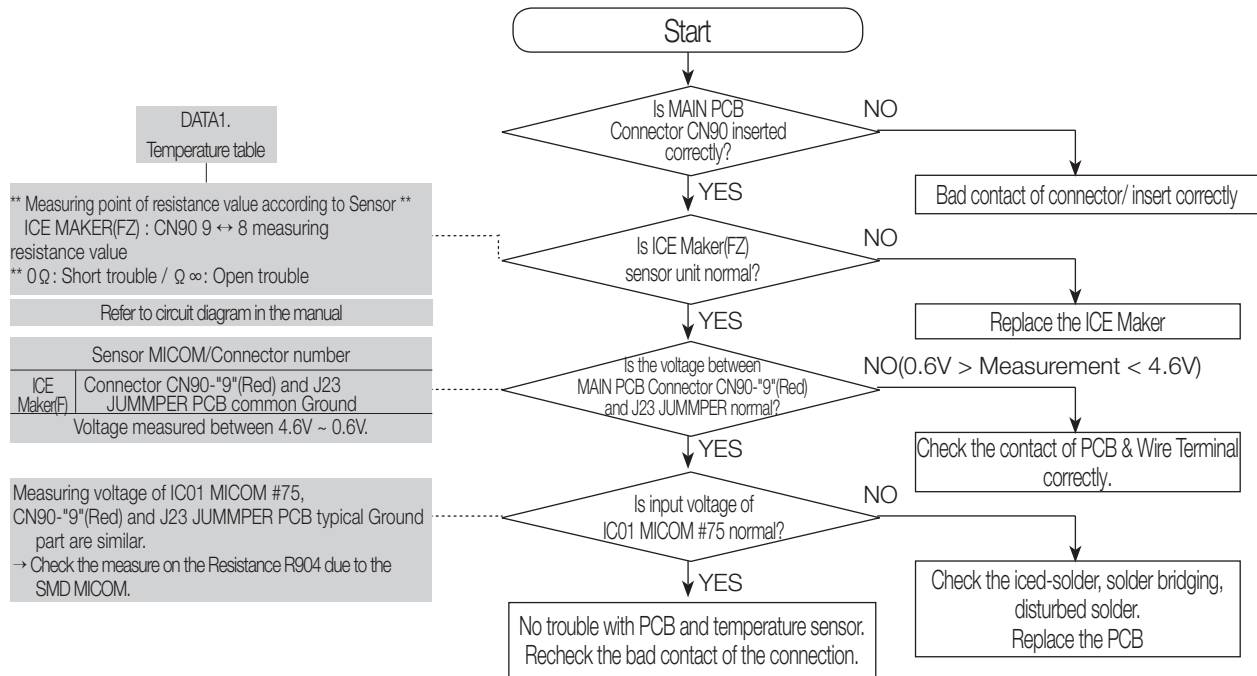 Start
Is MAIN PCB
Connector CN90 inserted
correctly?
NO
Bad contact of connector/ insert correctly
YES
DATA1.
Temperature table
** Measuring point of resistance value according to Sensor **
ICE MAKER(FZ) : CN90 9 ↔ 8 measuring
resistance value
** 0Ω: Short trouble / Ω ∞: Open trouble
Refer to circuit diagram in the manual
Is ICE Maker(FZ)
sensor unit normal?
NO
Replace the ICE Maker
YES
Sensor MICOM/Connector number
ICE
Maker(F)
Connector CN90-"9"(Red) and J23
JUMMPER PCB common Ground
Voltage measured between 4.6V ~ 0.6V.
Is the voltage between
MAIN PCB Connector CN90-"9"(Red)
and J23 JUMMPER normal?
NO(0.6V > Measurement < 4.6V)
Check the contact of PCB & Wire Terminal
correctly.
YES
Measuring voltage of IC01 MICOM #75,
CN90-"9"(Red) and J23 JUMMPER PCB typical Ground
part are similar.
→ Check the measure on the Resistance R904 due to the
SMD MICOM.
Is input voltage of
IC01 MICOM #75 normal?
NO
Check the iced-solder, solder bridging,
disturbed solder.
Replace the PCB
YES
No trouble with PCB and temperature sensor.
Recheck the bad contact of the connection.